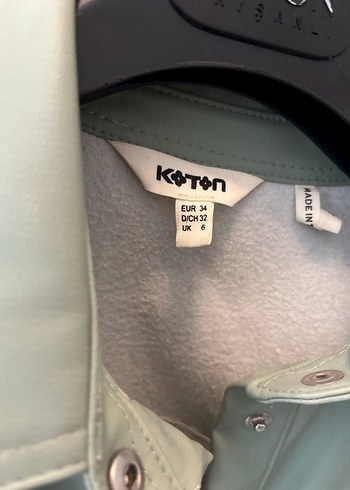 KOTON
EUR 34
D/CH 32
UK 6
MADE IN